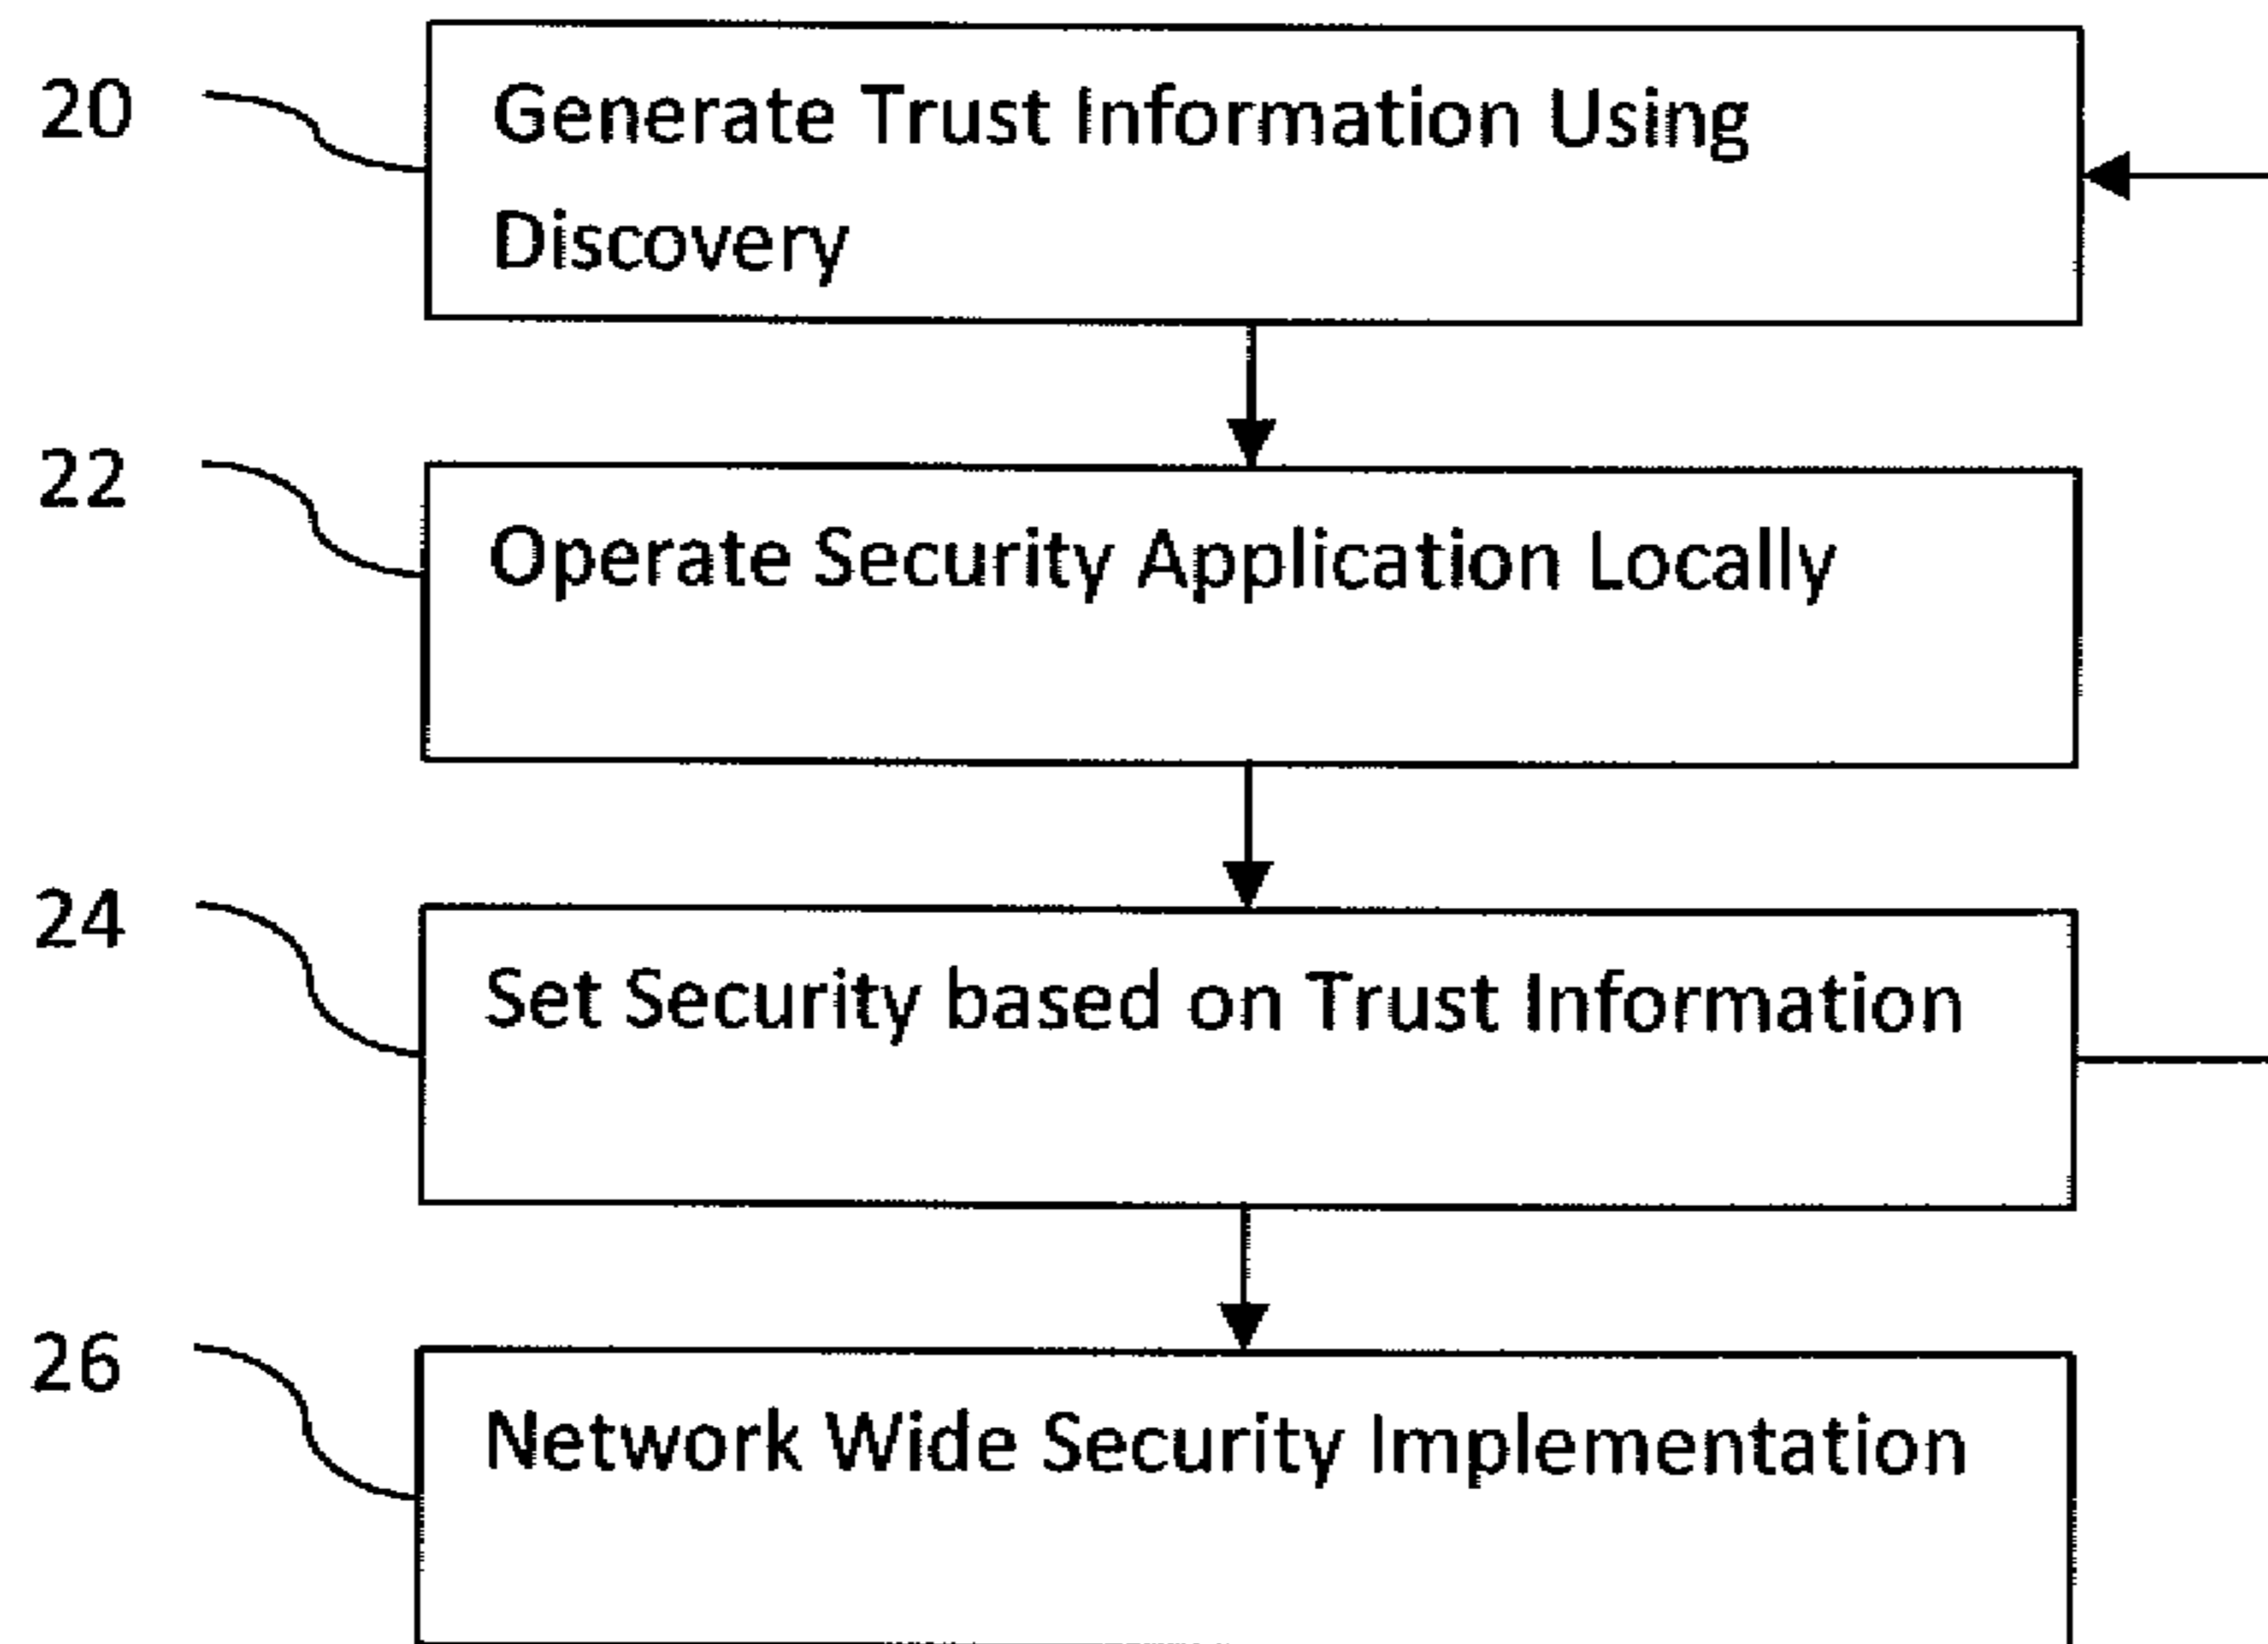 20
Generate Trust Information Using
Discovery
22
Operate Security Application Locally
24
Set Security based on Trust Information
26
Network Wide Security Implementation